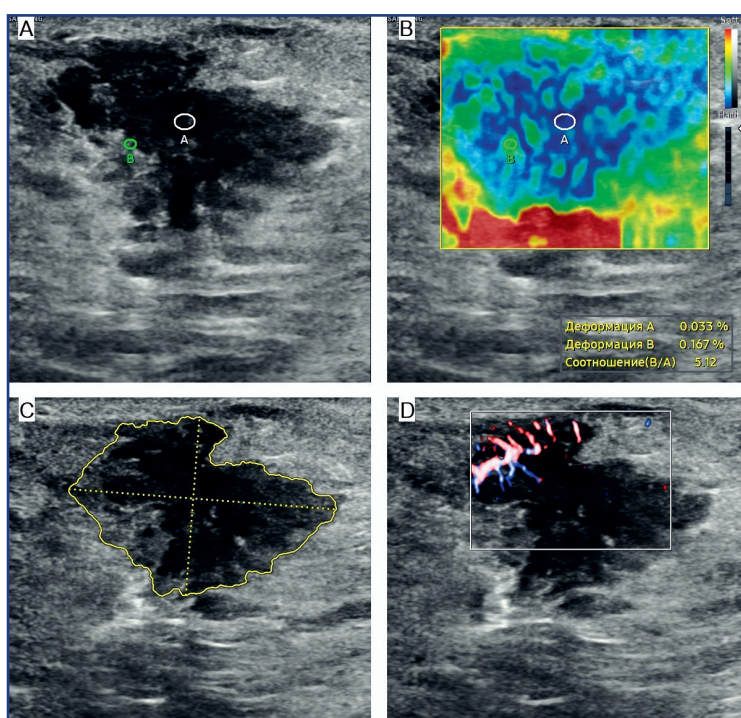 A
B
A
B
Soft
Hard
A
B
Деформация A 0.033 %
Деформация B 0.167 %
Соотношение(B/A) 5.12
C
D